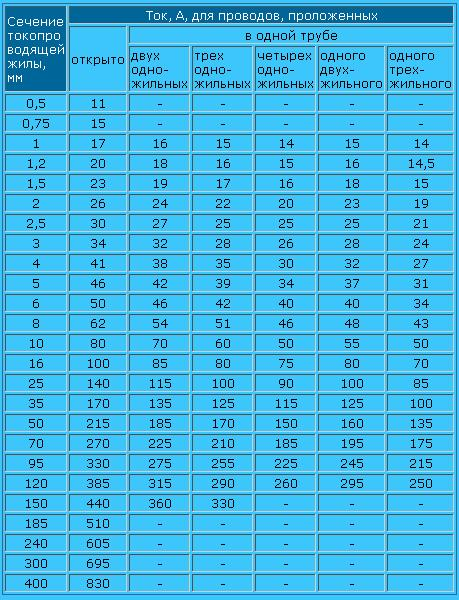 Сечение токопро водящей жилы, мм
Ток, А, для проводов, проложенных
открыто
в одной трубе
двух одно- жильных
трех одно- жильных
четырех одно- жильных
одного двух- жильного
одного трех- жильного
0,5 11 - - - - -
0,75 15 - - - - -
1 17 16 15 14 15 14
1,2 20 18 16 15 16 14,5
1,5 23 19 17 16 18 15
2 26 24 22 20 23 19
2,5 30 27 25 25 25 21
3 34 32 28 26 28 24
4 41 38 35 30 32 27
5 46 42 39 34 37 31
6 50 46 42 40 40 34
8 62 54 51 46 48 43
10 80 70 60 50 55 50
16 100 85 80 75 80 70
25 140 115 100 90 100 85
35 170 135 125 115 125 100
50 215 185 170 150 160 135
70 270 225 210 185 195 175
95 330 275 255 225 245 215
120 385 315 290 260 295 250
150 440 360 330 - - -
185 510 - - - - -
240 605 - - - - -
300 695 - - - - -
400 830 - - - - -